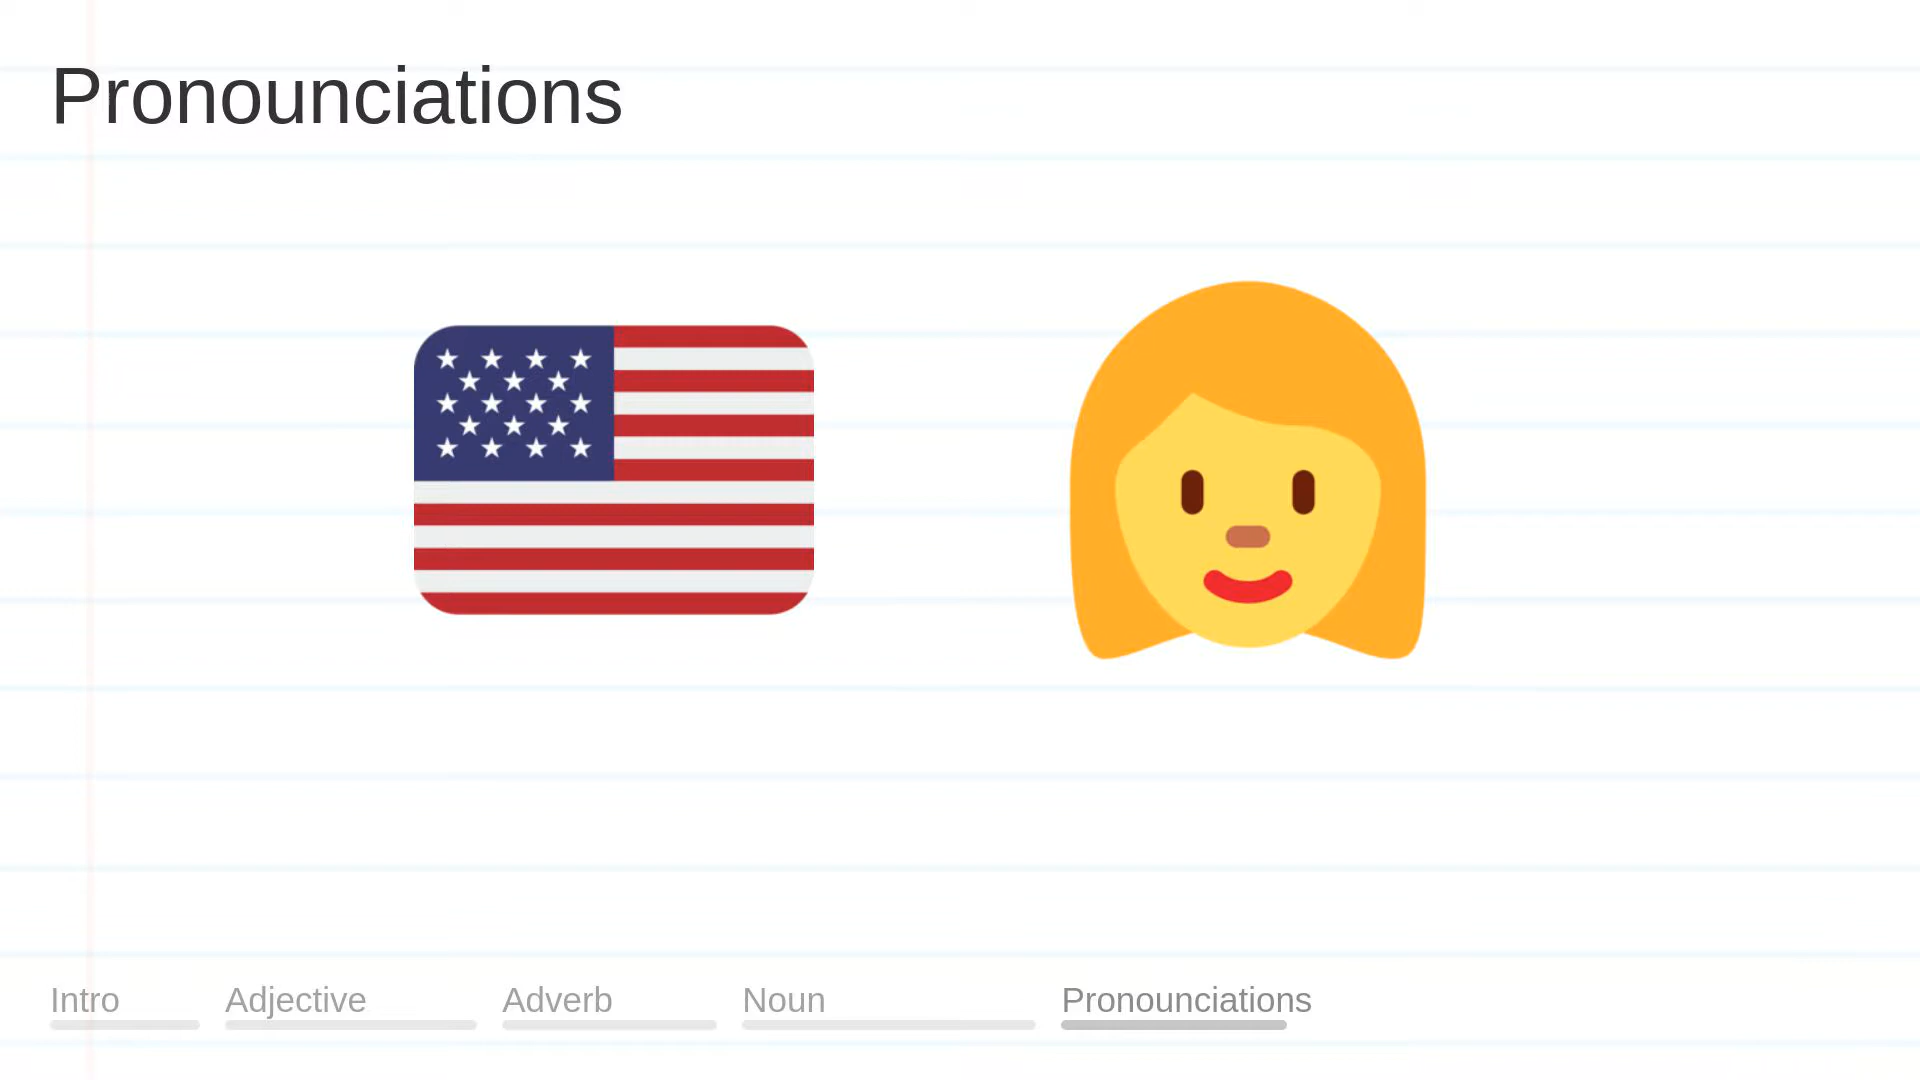 Pronounciations
Intro
Adjective
Adverb
Noun
Pronounciations